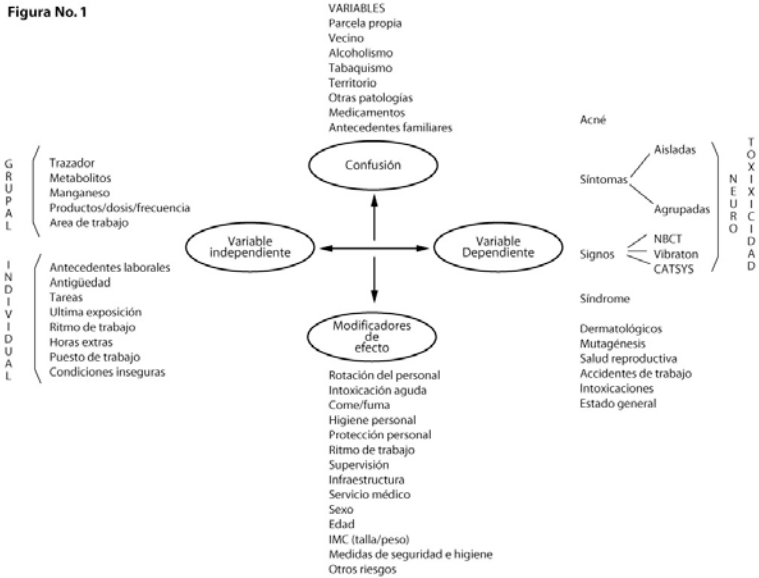 Figura No. 1
VARIABLES
Parcela propia
Vecino
Alcoholismo
Tabaquismo
Territorio
Otras patologías
Medicamentos
Antecedentes familiares
Confusión
GRUPAL
Trazador
Metabolitos
Manganeso
Productos/dosis/frecuencia
Area de trabajo
INDIVIDUAL
Antecedentes laborales
Antigüedad
Tareas
Ultima exposición
Ritmo de trabajo
Horas extras
Puesto de trabajo
Condiciones inseguras
Variable
independiente
Variable
Dependiente
Modificadores
de
efecto
Rotación del personal
Intoxicación aguda
Come/fuma
Higiene personal
Protección personal
Ritmo de trabajo
Supervisión
Infraestructura
Servicio médico
Sexo
Edad
IMC (talla/peso)
Medidas de seguridad e higiene
Otros riesgos
Acné
Síntomas
Aisladas
Agrupadas
Signos
NBCT
Vibraton
CATSYS
NEURO
TOXIXICIDAD
Síndrome
Dermatológicos
Mutagénesis
Salud reproductiva
Accidentes de trabajo
Intoxicaciones
Estado general